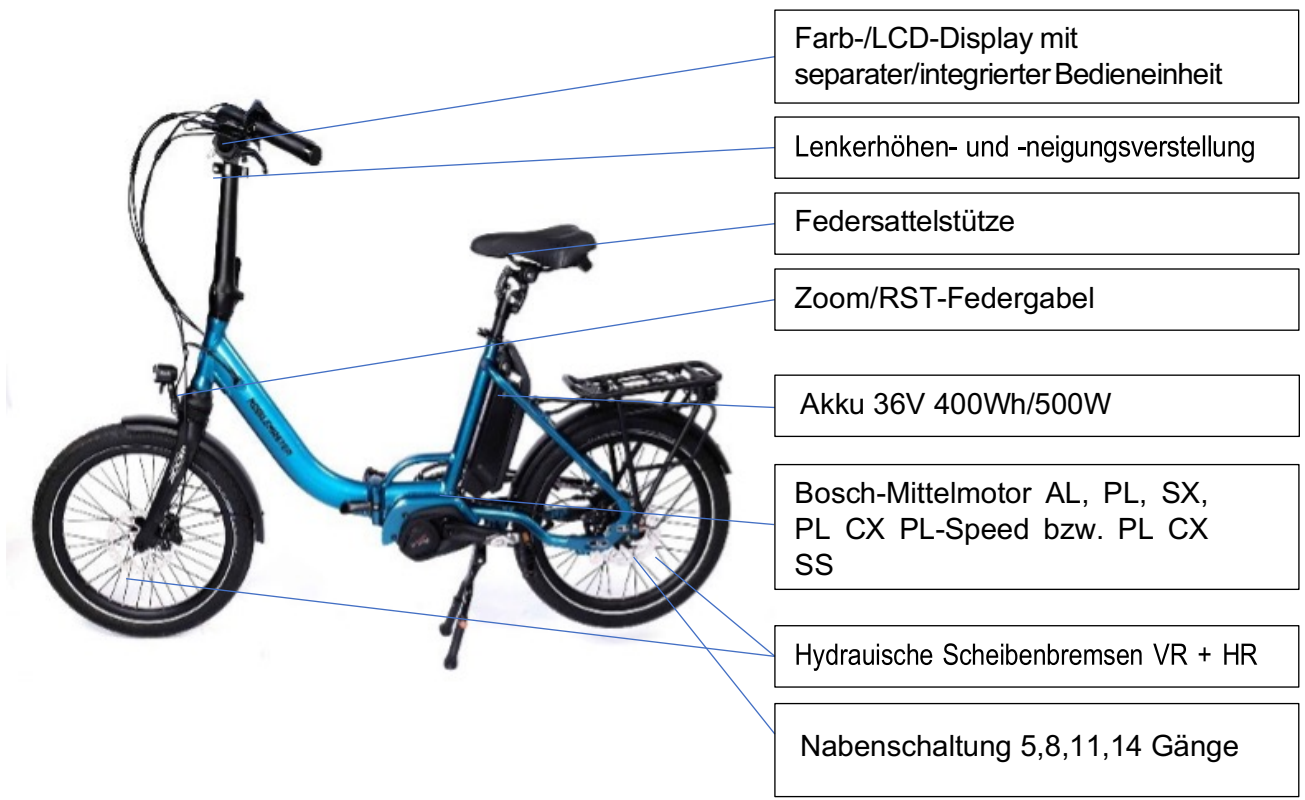 Farb-/LCD-Display mit
separater/integrierter Bedieneinheit
Lenkerhöhen- und -neigungsverstellung
Federsattelstütze
Zoom/RST-Federgabel
Akku 36V 400Wh/500W
Bosch-Mittelmotor AL, PL, SX,
PL CX PL-Speed bzw. PL CX
SS
Hydrauische Scheibenbremsen VR + HR
Nabenschaltung 5,8,11,14 Gänge